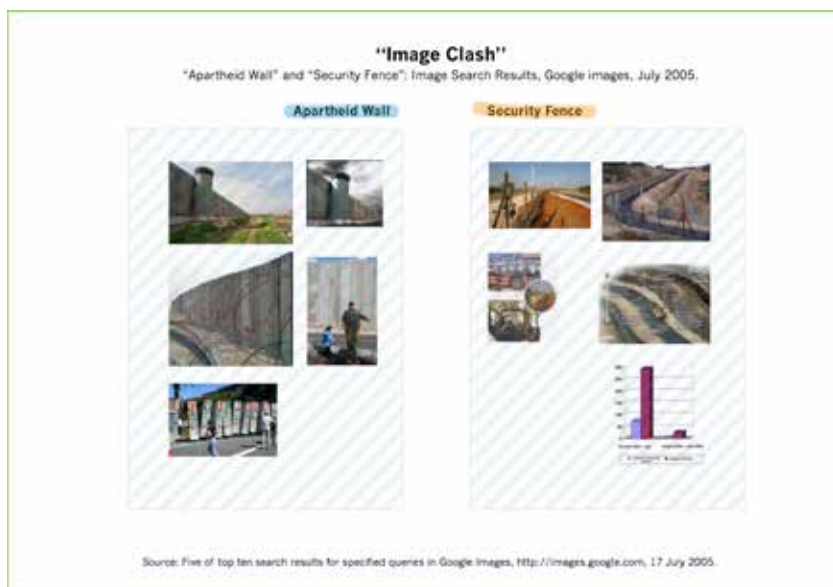 “Image Clash”
“Apartheid Wall” and “Security Fence”: Image Search Results, Google images, July 2005.
Apartheid Wall
Security Fence
Source: Five of top ten search results for specified queries in Google Images, http://images.google.com, 17 July 2005.